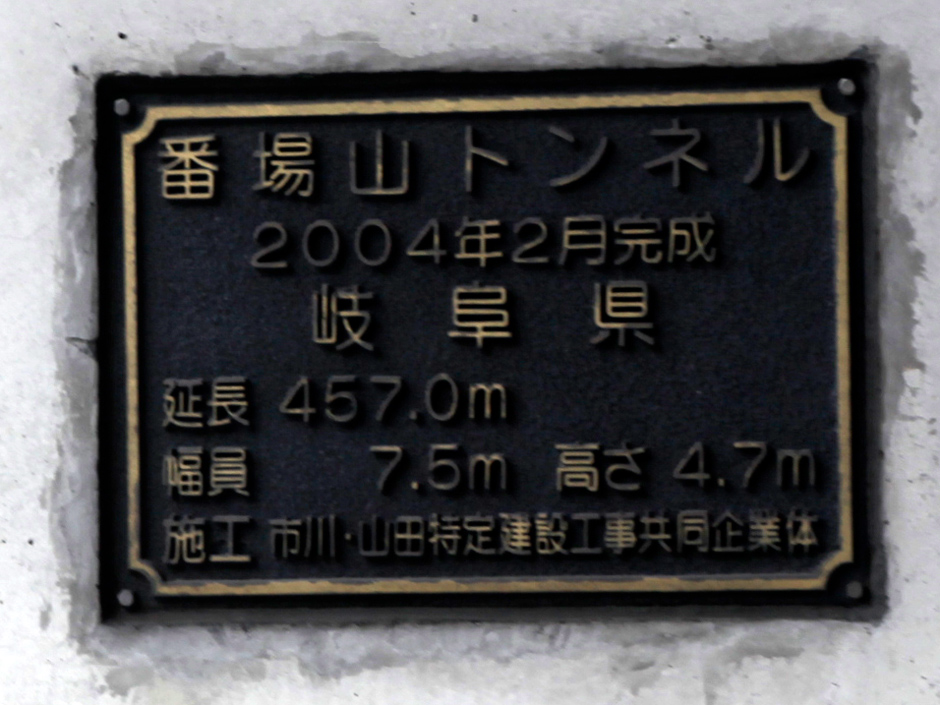 番場山トンネル
2004年2月完成
岐阜県
延長 457.0m
幅員 7.5m 高さ 4.7m
施工 市川・山田特定建設工事共同企業体